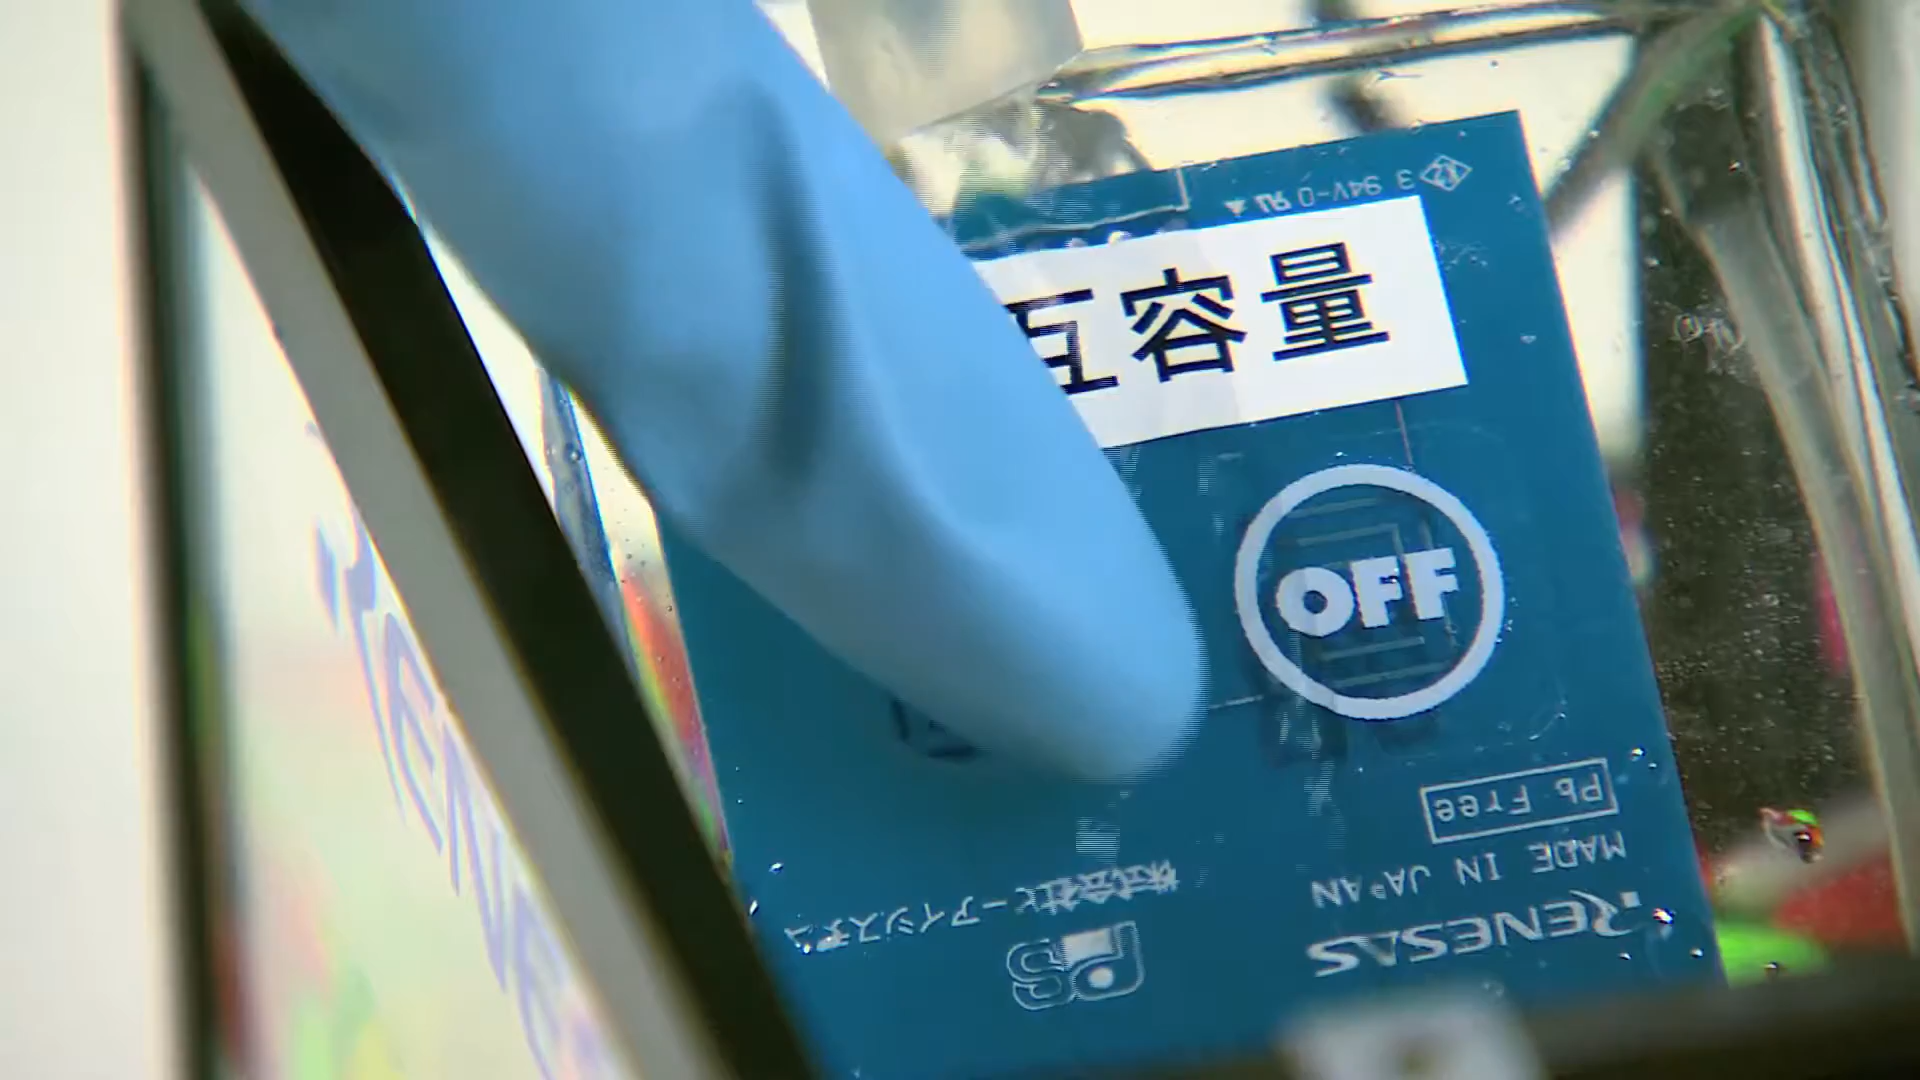 3 94V-0
互容量
OFF
Pb Free
MADE IN JAPAN
株式会社ピーアイシステム
RENESAS
PS